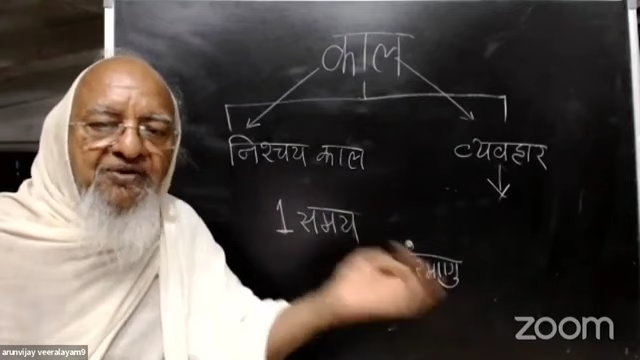 काल
निश्चय काल
व्यवहार
1 समय
zoom
arunvijay veeralayam9